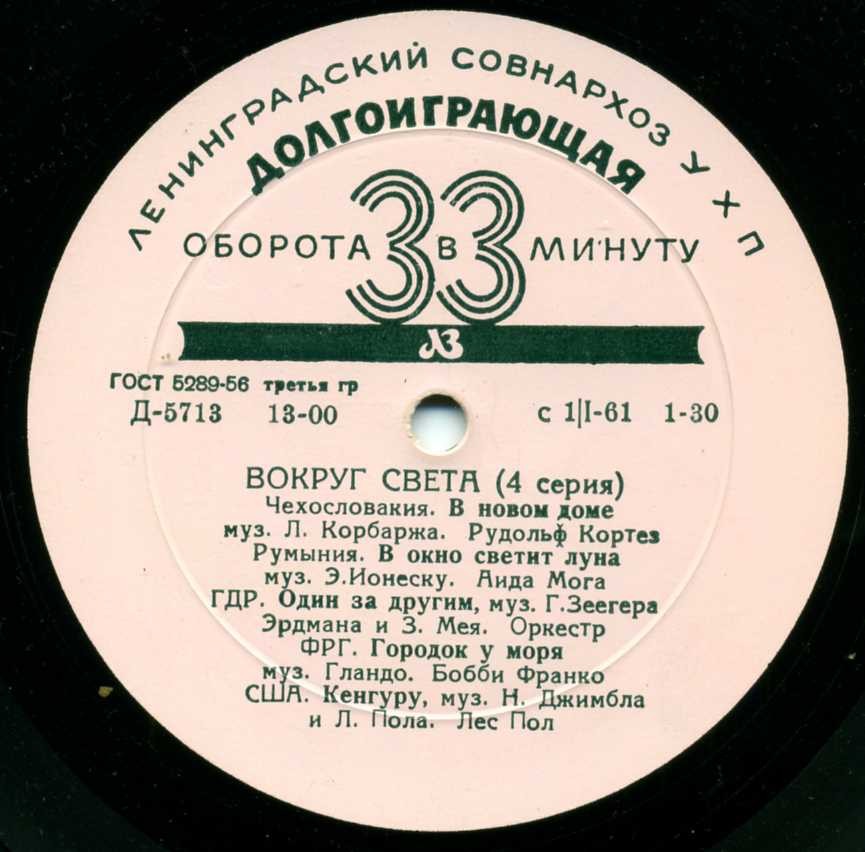 ЛЕНИНГРАДСКИЙ СОВНАРХОЗ УХП
ДОЛГОИГРАЮЩАЯ
ОБОРОТА 33 В МИНУТУ
ЛЗ
ГОСТ 5289-56 третья гр
Д-5713 13-00 с 1/I-61 1-30
ВОКРУГ СВЕТА (4 серия)
Чехословакия. В новом доме
муз. Л. Корбаржа. Рудольф Кортез
Румыния. В окно светит луна
муз. Э.Ионеску. Аида Мога
ГДР. Один за другим, муз. Г.Зеегера
Эрдмана и З. Мея. Оркестр
ФРГ. Городок у моря
муз. Гландо. Бобби Франко
США. Кенгуру, муз. Н. Джимбла
и Л. Пола. Лес Пол